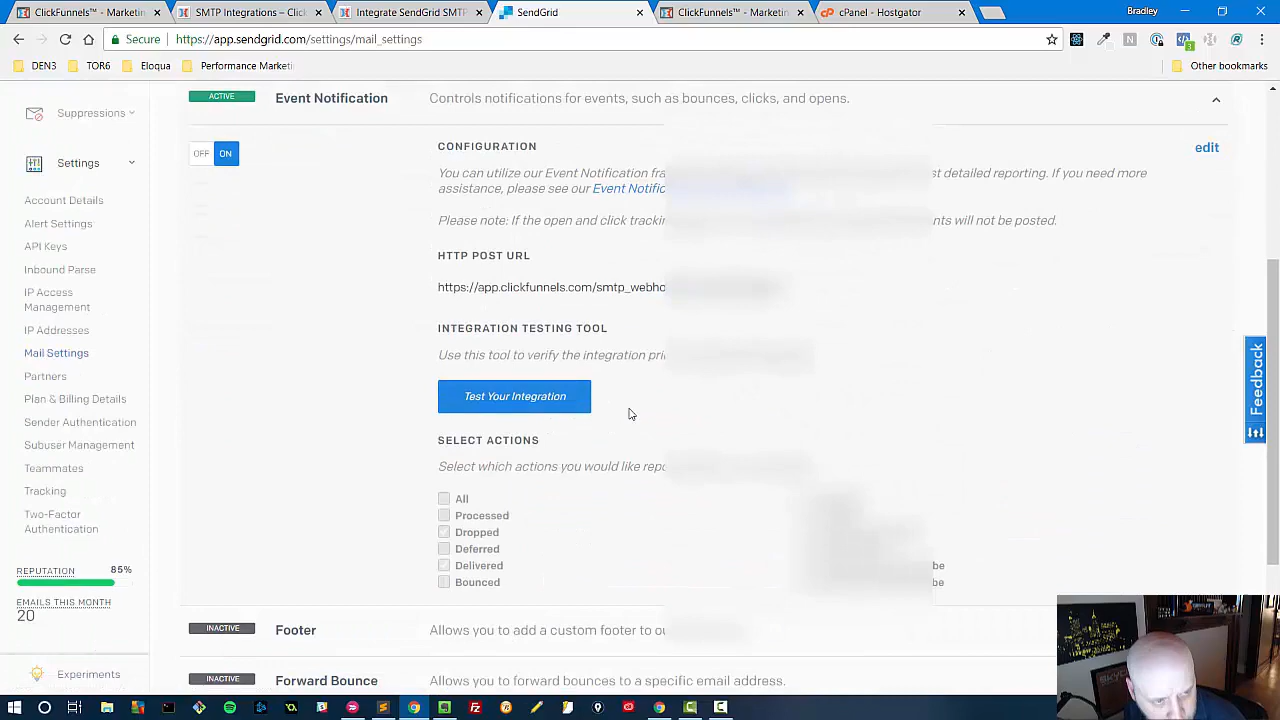 ClickFunnels™ - Marketin
SMTP Integrations – Click
Integrate SendGrid SMTP
SendGrid
ClickFunnels™ - Marketin
cPanel - Hostgator
Bradley
Secure
https://app.sendgrid.com/settings/mail_settings
DEN3
TOR6
Eloqua
Performance Marketi
Other bookmarks
Suppressions
Settings
Account Details
Alert Settings
API Keys
Inbound Parse
IP Access
Management
IP Addresses
Mail Settings
Partners
Plan & Billing Details
Sender Authentication
Subuser Management
Teammates
Tracking
Two-Factor
Authentication
REPUTATION 85%
EMAILS THIS MONTH
20
Experiments
ACTIVE
Event Notification
Controls notifications for events, such as bounces, clicks, and opens.
OFF ON
CONFIGURATION
edit
You can utilize our Event Notification fra st detailed reporting. If you need more
assistance, please see our Event Notific
Please note: If the open and click trackin nts will not be posted.
HTTP POST URL
https://app.clickfunnels.com/smtp_webho
INTEGRATION TESTING TOOL
Use this tool to verify the integration pri
Test Your Integration
SELECT ACTIONS
Select which actions you would like repo
All
Processed
Dropped
Deferred
Delivered
be
Bounced
be
INACTIVE
Footer
Allows you to add a custom footer to ou
INACTIVE
Forward Bounce
Allows you to forward bounces to a specific email address.
Feedback